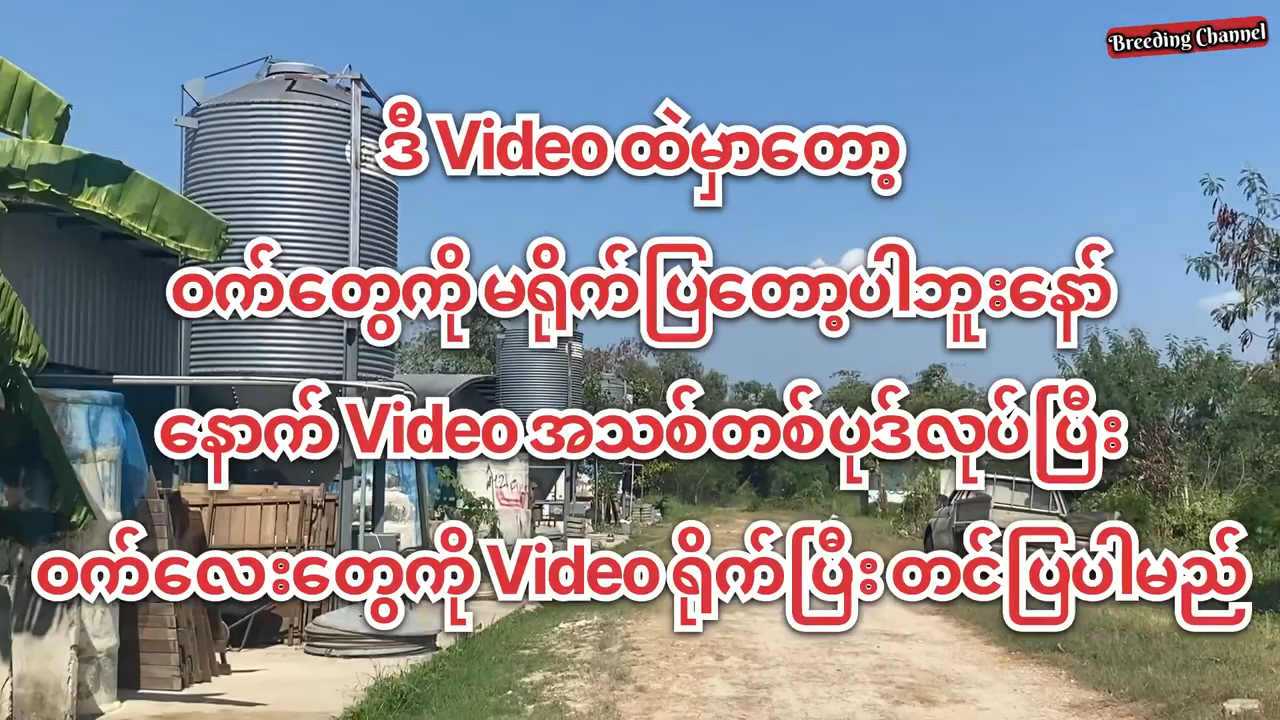 Breeding Channel
ဒီ Video ထဲမှာတော့
ဝက်တွေကို မရိုက်ပြတော့ပါဘူးနော်
နောက် Video အသစ်တစ်ပုဒ်လုပ်ပြီး
ဝက်လေးတွေကို Video ရိုက်ပြီး တင်ပြပါမည်